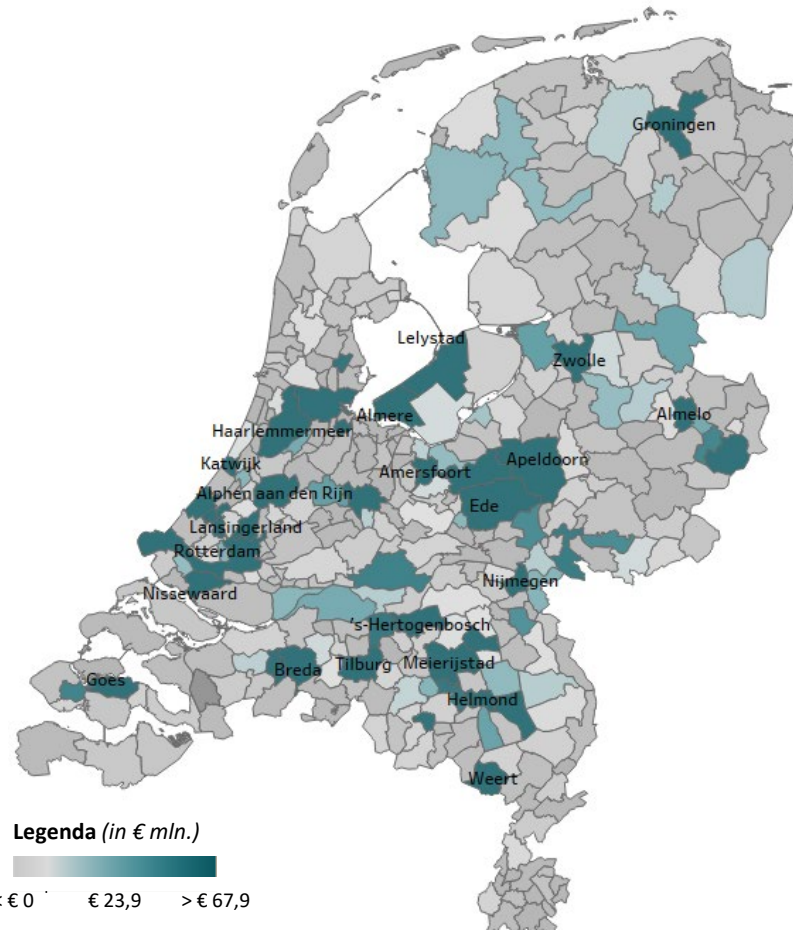 Groningen
Lelystad
Zwolle
Almere
Almelo
Haarlemmermeer
Katwijk
Amersfoort
Apeldoorn
Alphen aan den Rijn
Ede
Lansingerland
Rotterdam
Nijmegen
Nissewaard
's-Hertogenbosch
Goes
Breda
Tilburg
Meierijstad
Helmond
Weert
Legenda (in € mln.)
< € 0 € 23,9 > € 67,9